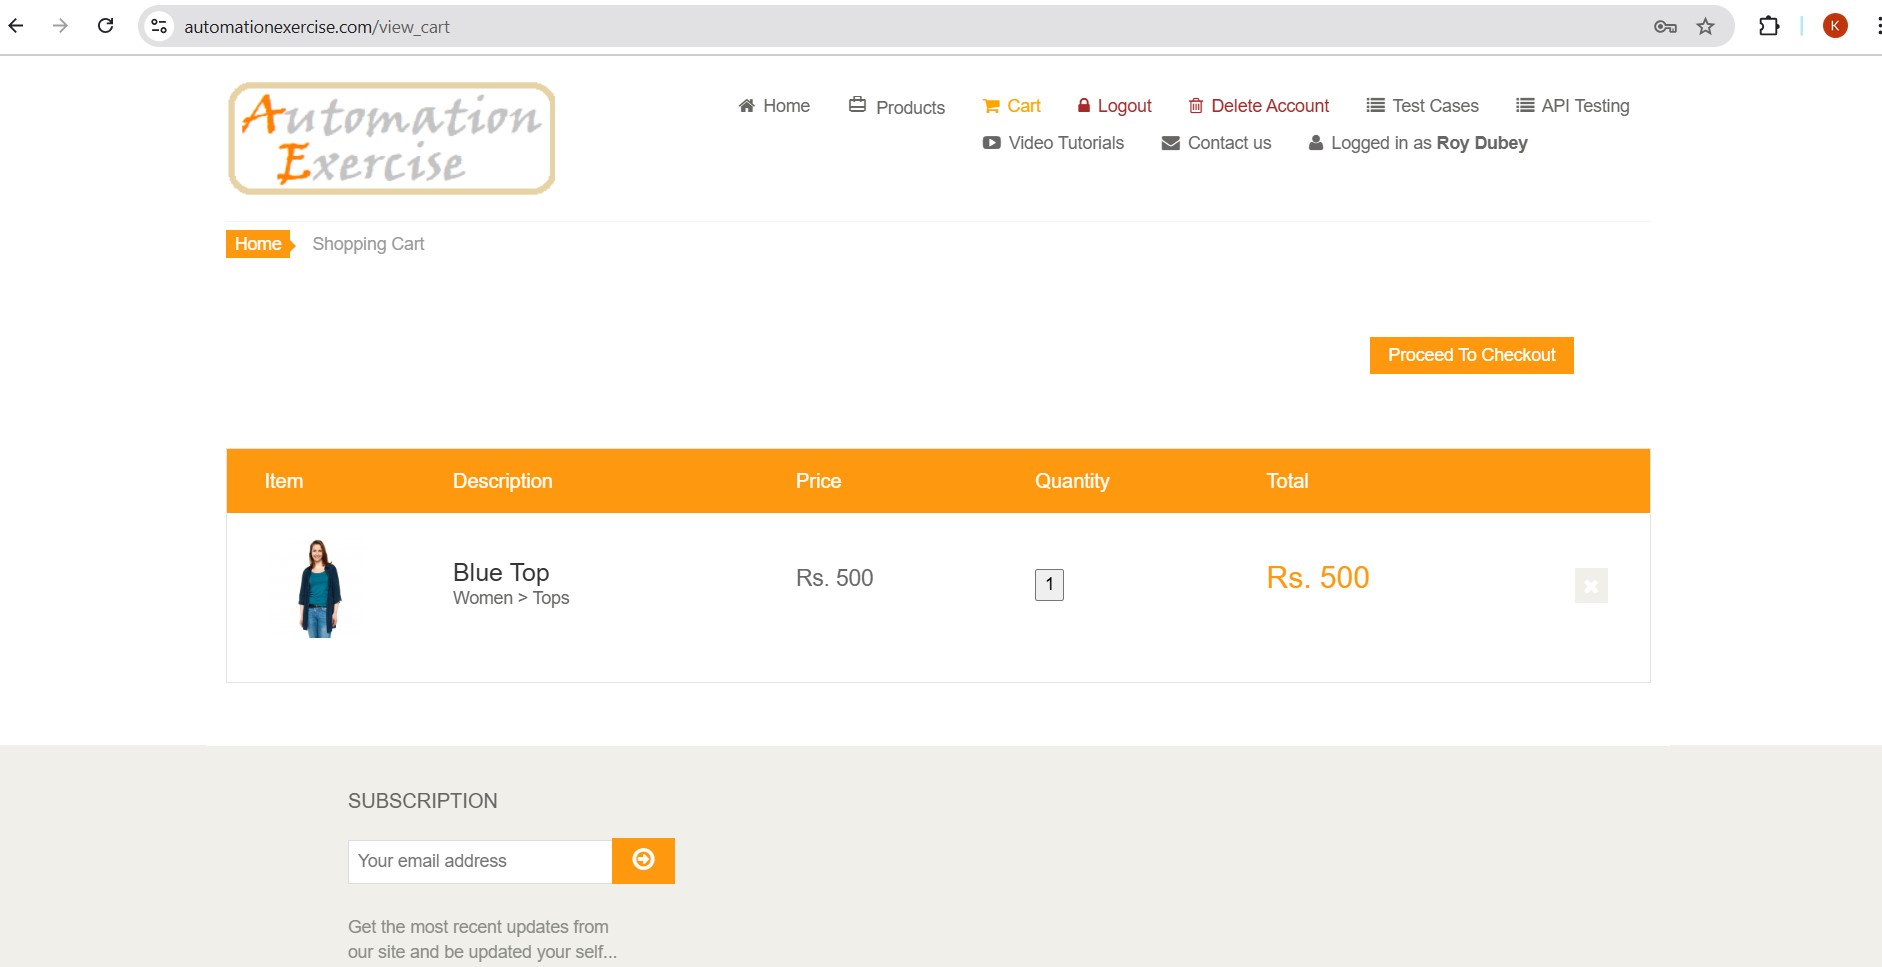 automationexercise.com/view_cart
K
Automation
Exercise
Home Products Cart Logout Delete Account Test Cases API Testing
Video Tutorials Contact us Logged in as Roy Dubey
Home Shopping Cart
Proceed To Checkout
Item Description Price Quantity Total
Blue Top
Women > Tops
Rs. 500
1
Rs. 500
SUBSCRIPTION
Your email address
Get the most recent updates from
our site and be updated your self...